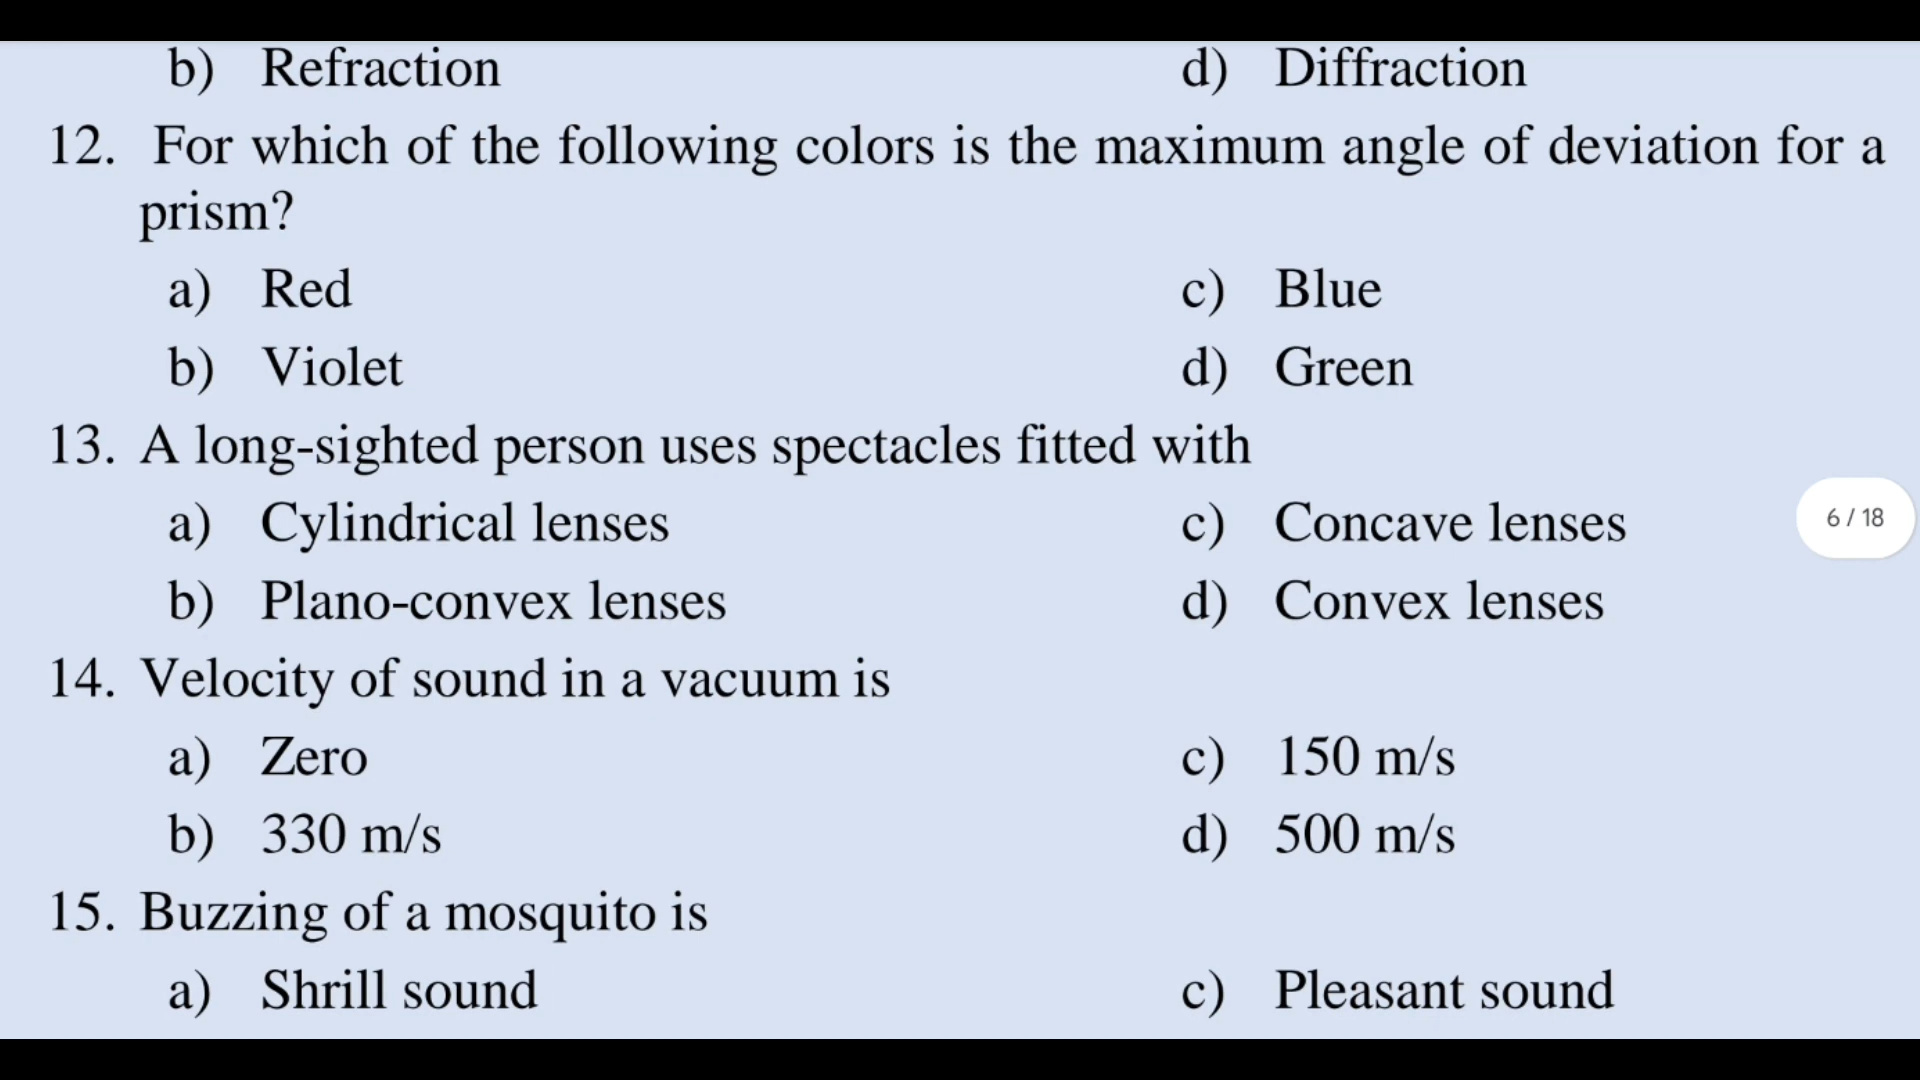 b) Refraction d) Diffraction
12. For which of the following colors is the maximum angle of deviation for a
prism?
a) Red c) Blue
b) Violet d) Green
13. A long-sighted person uses spectacles fitted with
a) Cylindrical lenses c) Concave lenses
6 / 18
b) Plano-convex lenses d) Convex lenses
14. Velocity of sound in a vacuum is
a) Zero c) 150 m/s
b) 330 m/s d) 500 m/s
15. Buzzing of a mosquito is
a) Shrill sound c) Pleasant sound